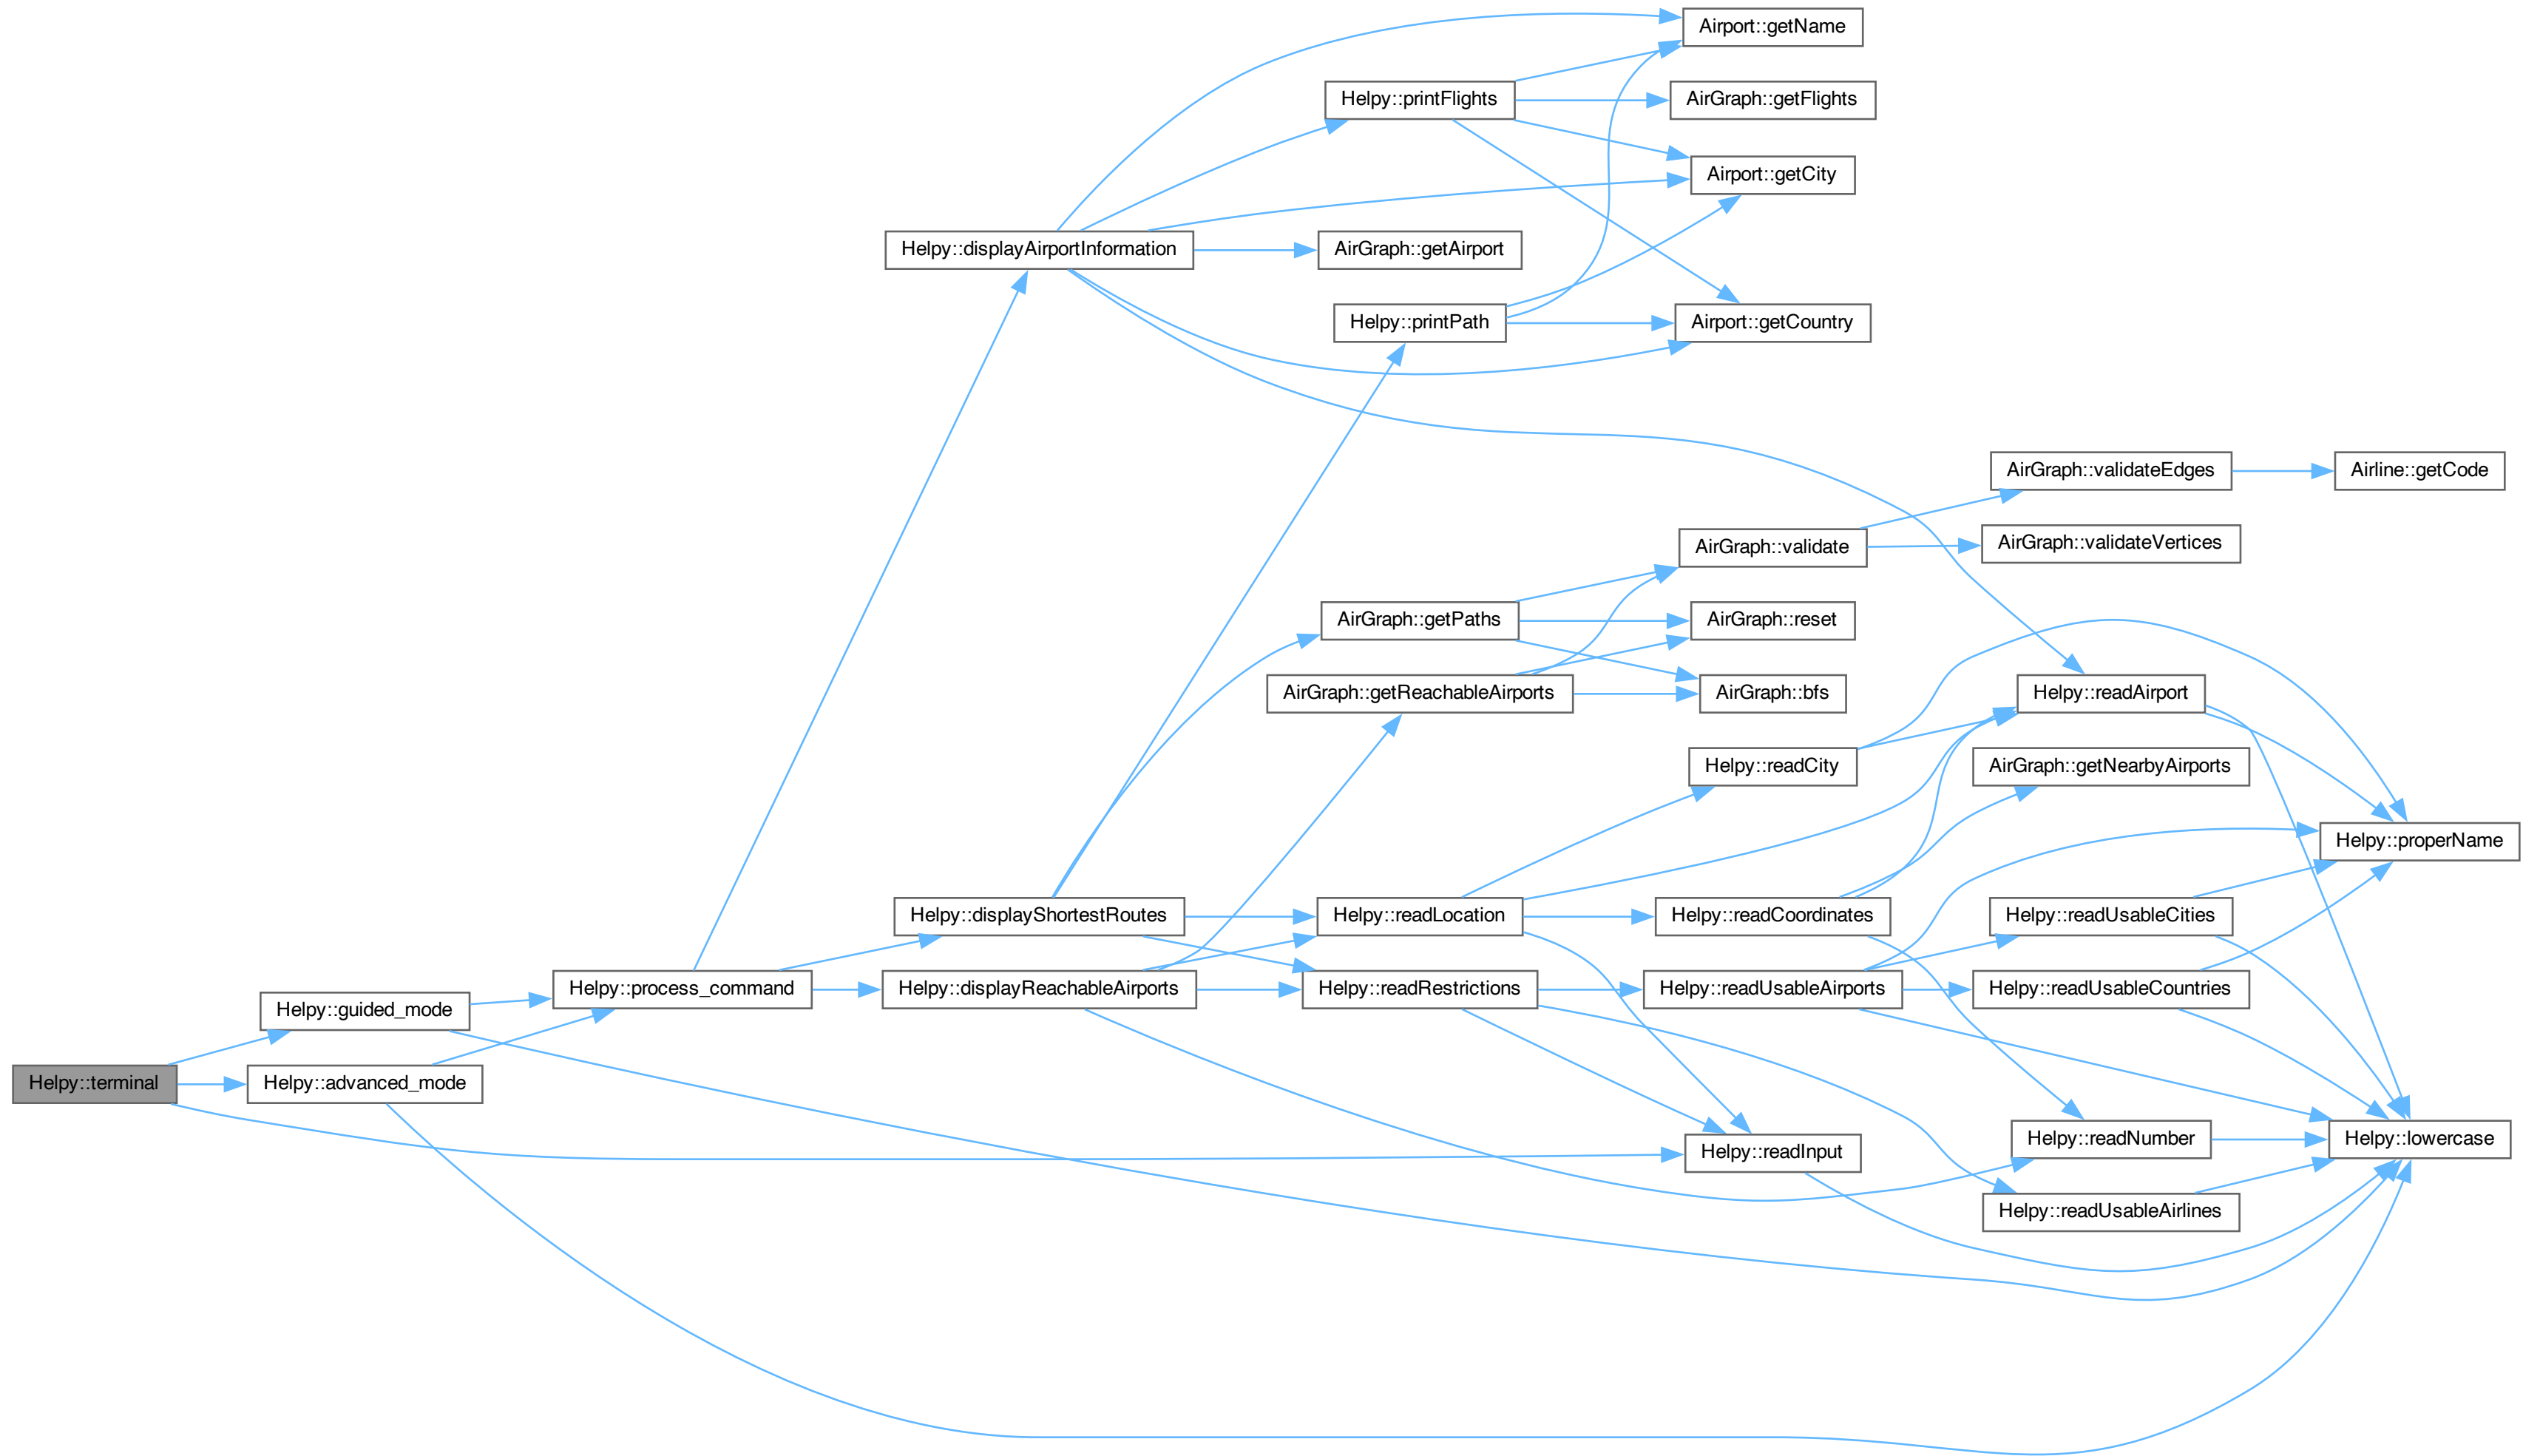 Airport::getName
Helpy::printFlights
AirGraph::getFlights
Airport::getCity
Helpy::displayAirportInformation
AirGraph::getAirport
Helpy::printPath
Airport::getCountry
AirGraph::validateEdges
Airline::getCode
AirGraph::validate
AirGraph::validateVertices
AirGraph::getPaths
AirGraph::reset
AirGraph::getReachableAirports
AirGraph::bfs
Helpy::readAirport
Helpy::readCity
AirGraph::getNearbyAirports
Helpy::properName
Helpy::displayShortestRoutes
Helpy::readLocation
Helpy::readCoordinates
Helpy::readUsableCities
Helpy::process_command
Helpy::displayReachableAirports
Helpy::readRestrictions
Helpy::readUsableAirports
Helpy::readUsableCountries
Helpy::guided_mode
Helpy::terminal
Helpy::advanced_mode
Helpy::readInput
Helpy::readNumber
Helpy::lowercase
Helpy::readUsableAirlines